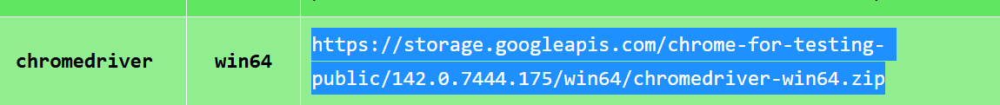 chromedriver
win64
https://storage.googleapis.com/chrome-for-testing-
public/142.0.7444.175/win64/chromedriver-win64.zip